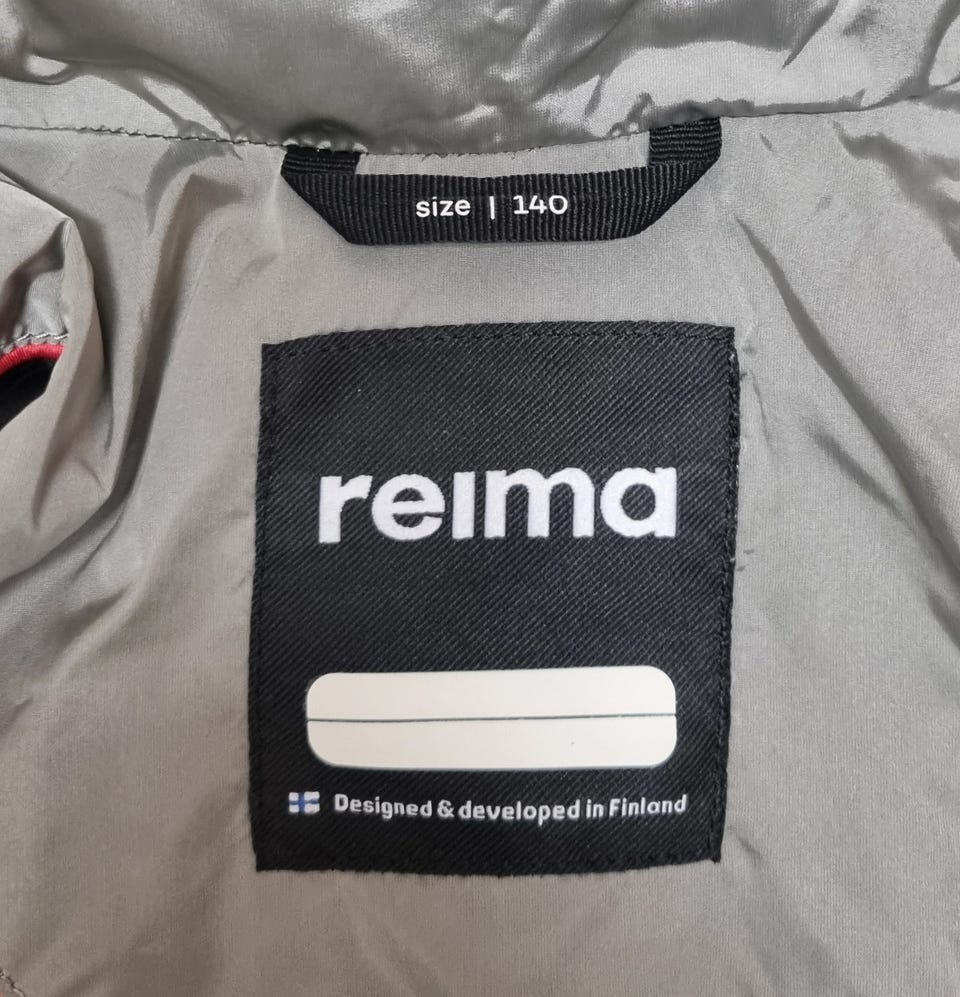 size | 140
reima
Designed & developed in Finland